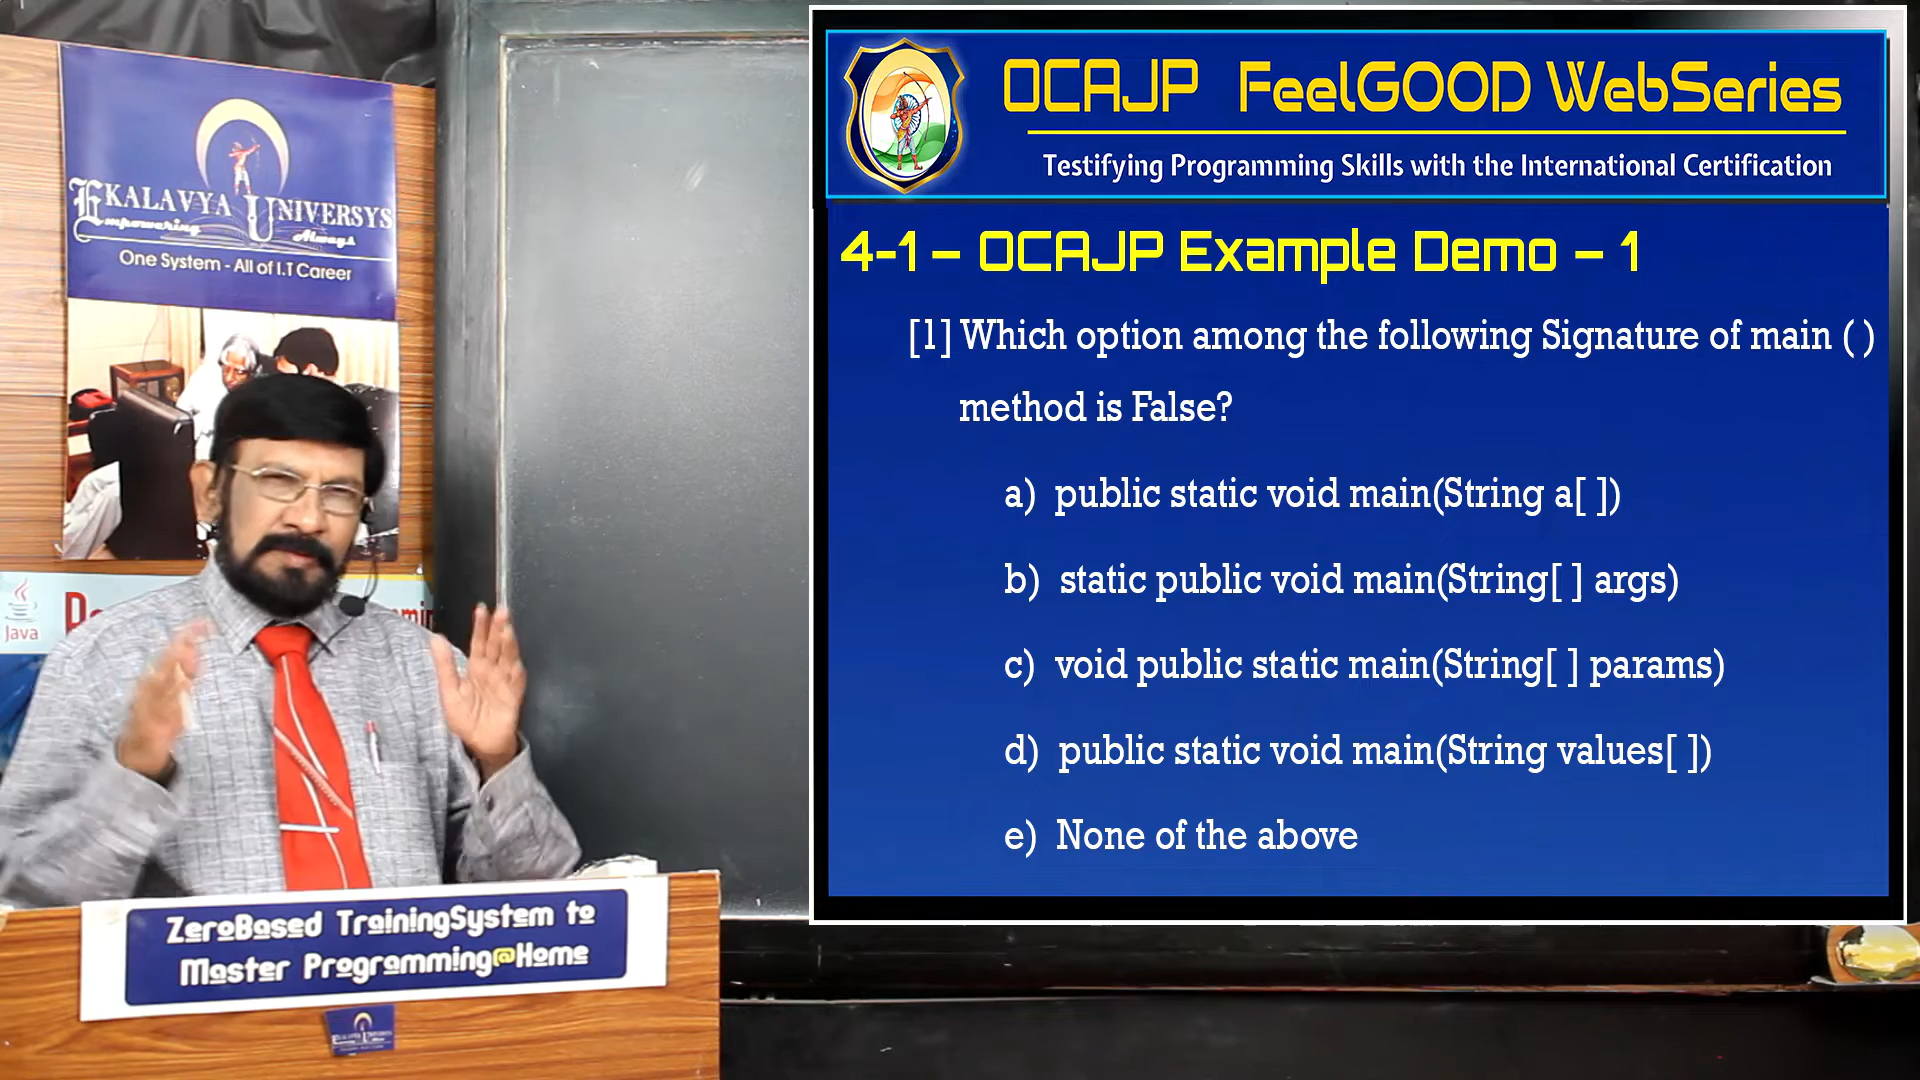 EKALAVYA UNIVERSYS
Empowering Always
One System - All of I.T Career
Java
ZeroBased TrainingSystem to
Master Programming@Home
OCAJP FeelGOOD WebSeries
Testifying Programming Skills with the International Certification
4-1 – OCAJP Example Demo – 1
[1] Which option among the following Signature of main ( )
method is False?
a) public static void main(String a[ ])
b) static public void main(String[ ] args)
c) void public static main(String[ ] params)
d) public static void main(String values[ ])
e) None of the above